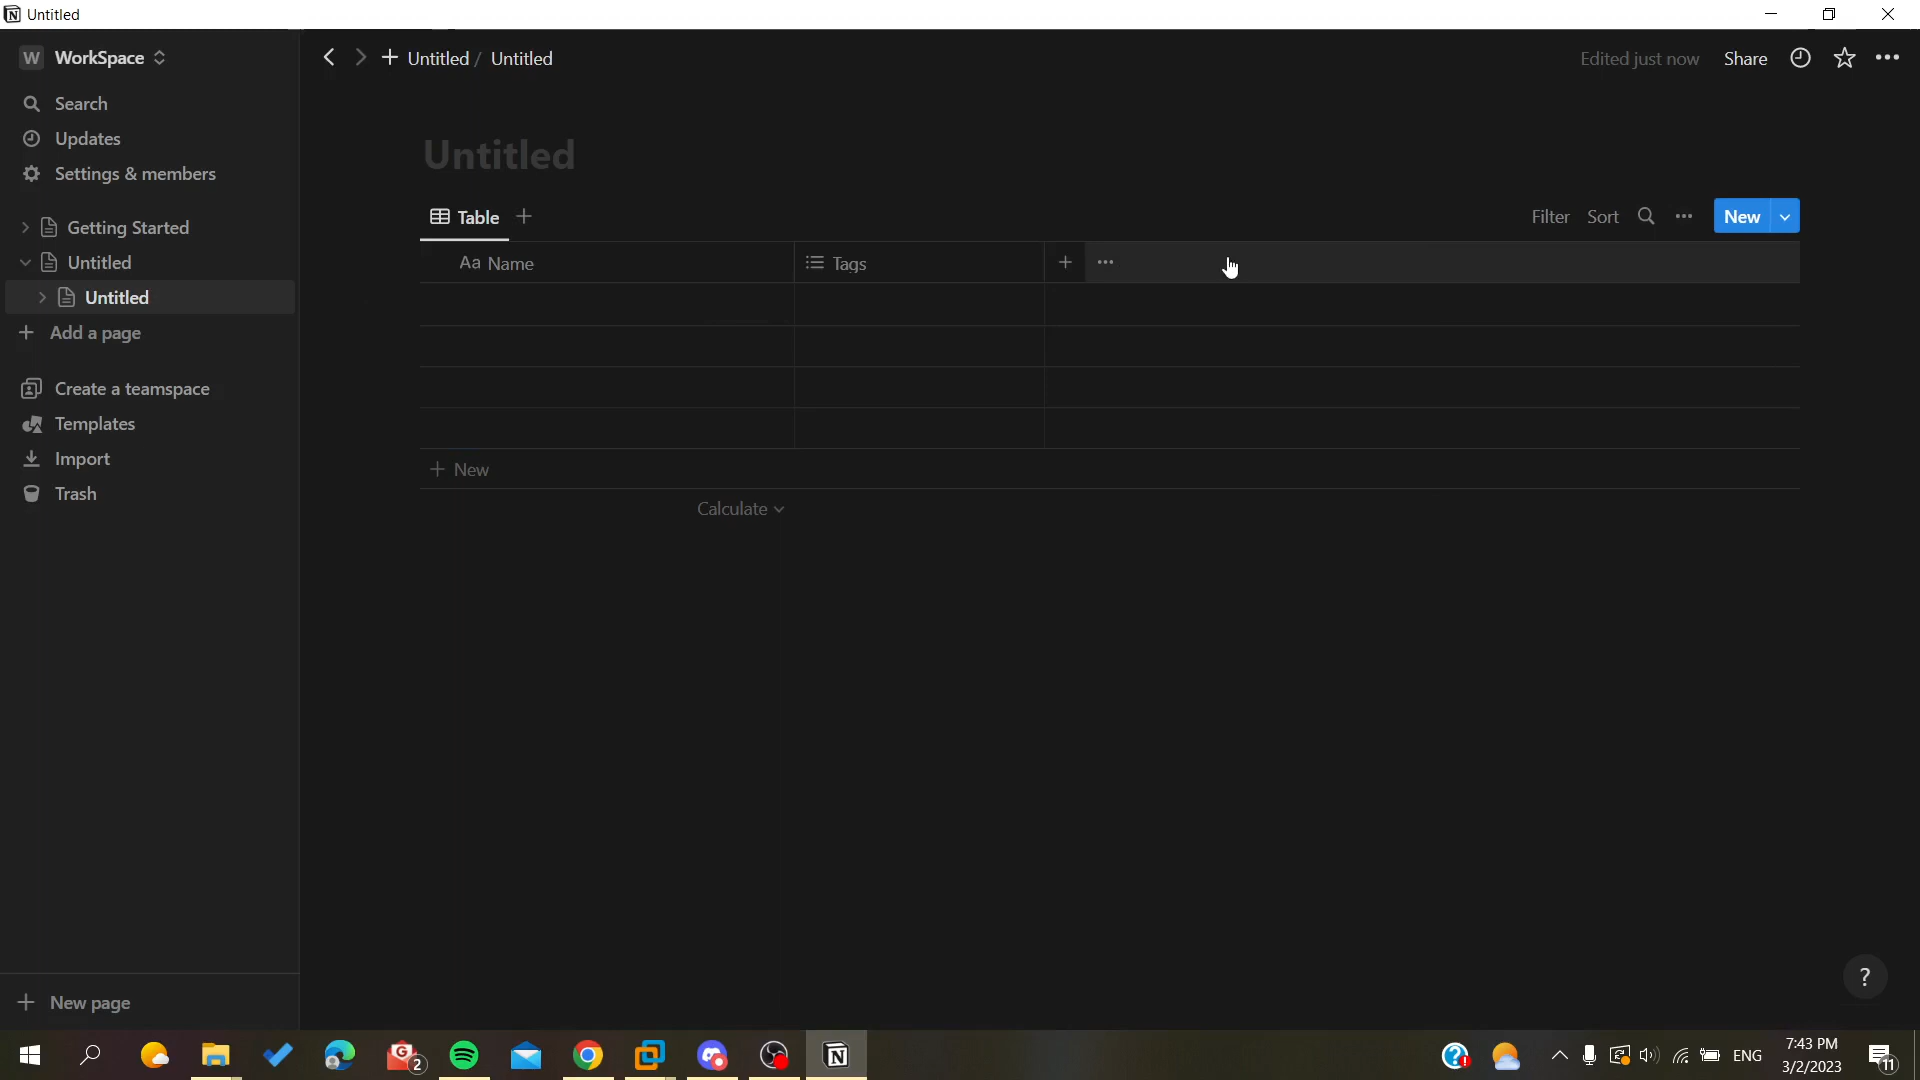 Untitled
W WorkSpace
+ Untitled / Untitled
Edited just now Share
Search
Updates
Settings & members
Getting Started
Untitled
Untitled
+ Add a page
Create a teamspace
Templates
Import
Trash
+ New page
Untitled
Table +
Filter Sort ••• New
Aa Name
Tags
+ •••
+ New
Calculate
?
2
ENG
7:43 PM
3/2/2023
11